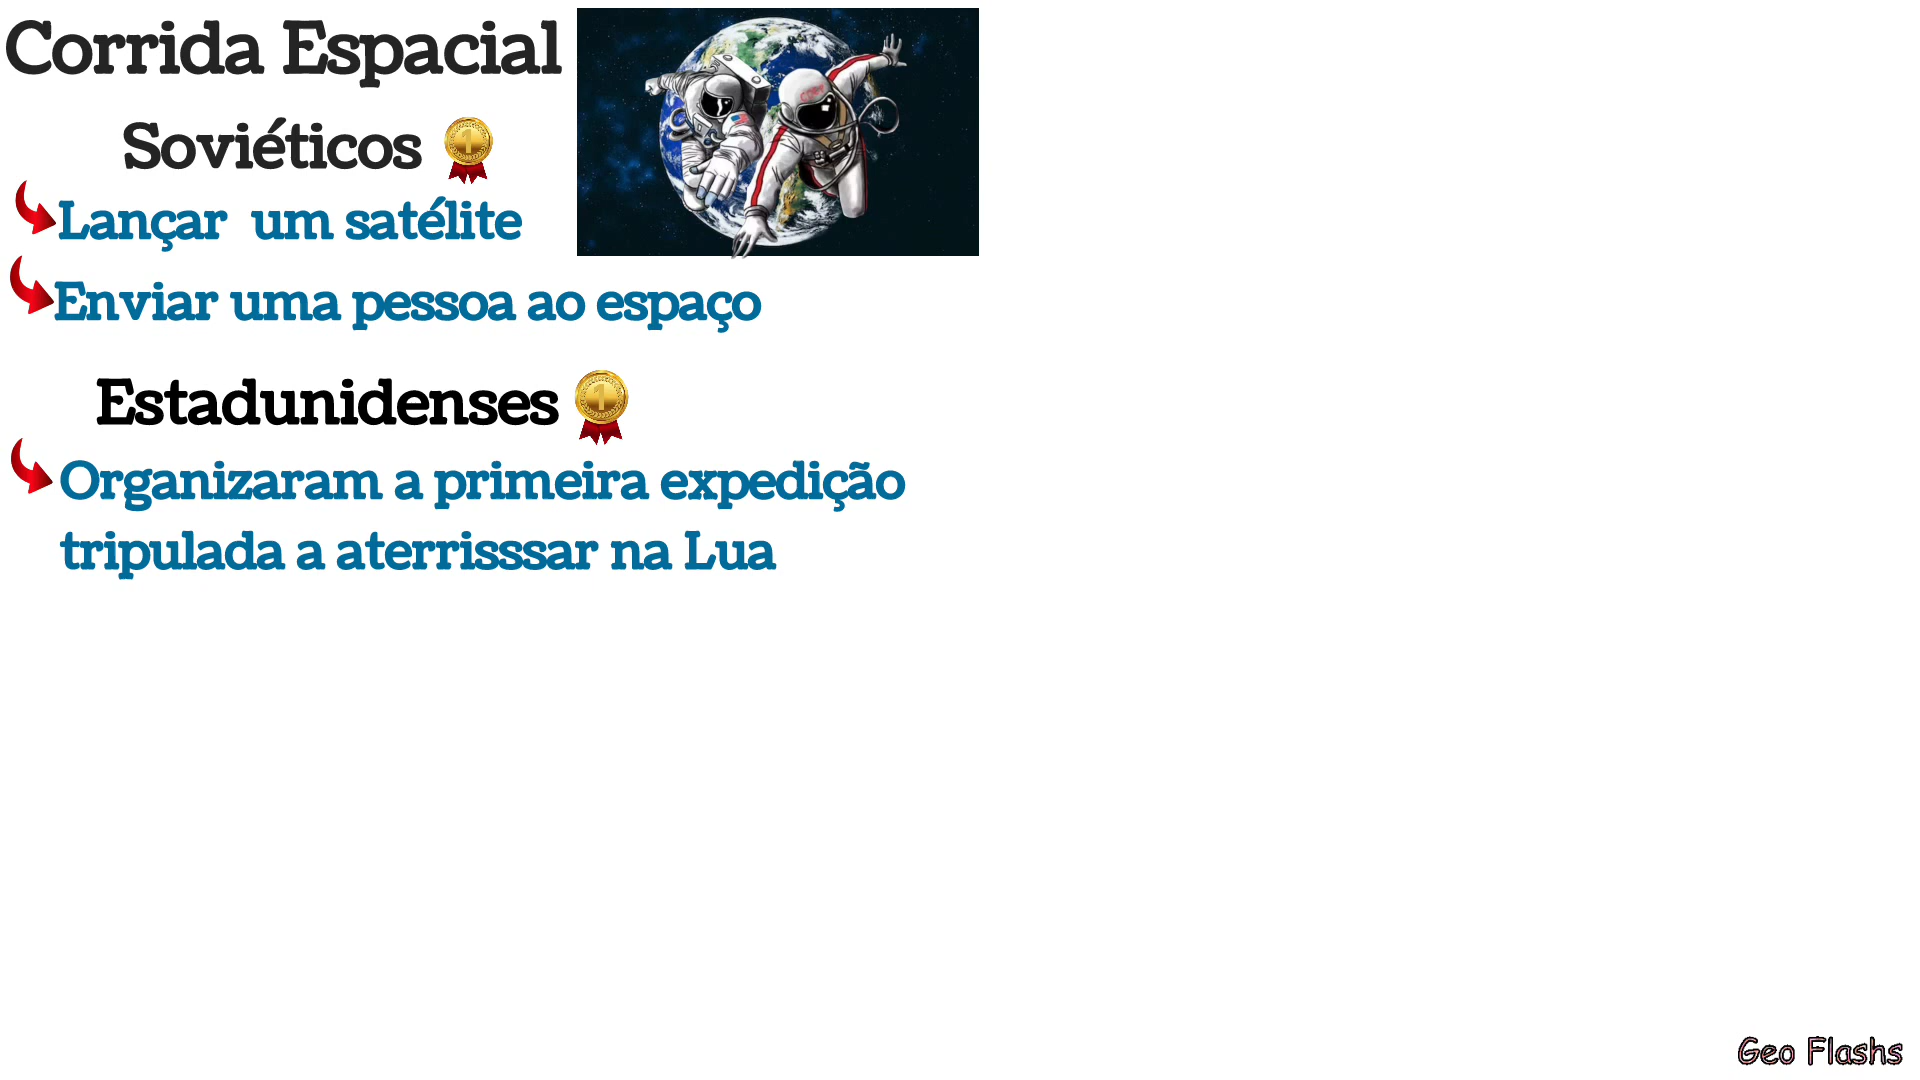 Corrida Espacial
Soviéticos
Lançar um satélite
Enviar uma pessoa ao espaço
Estadunidenses
Organizaram a primeira expedição
tripulada a aterrisssar na Lua
Geo Flashs